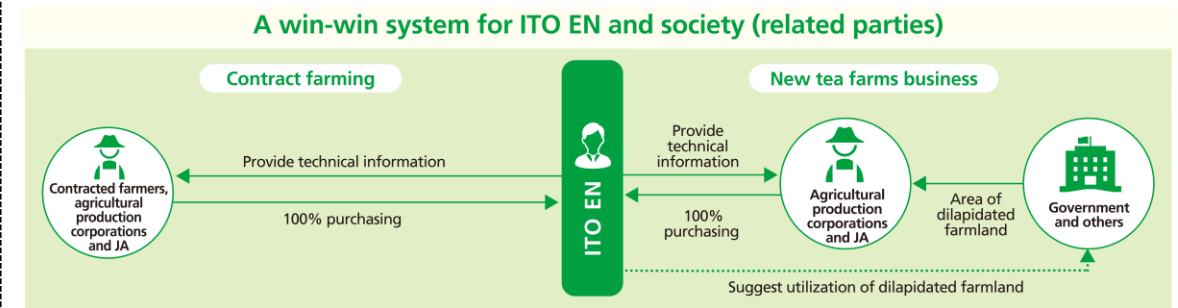 A win-win system for ITO EN and society (related parties)
Contract farming
New tea farms business
Contracted farmers,
agricultural
production
corporations
and JA
Provide technical information
100% purchasing
ITO EN
Provide
technical
information
100%
purchasing
Agricultural
production
corporations
and JA
Area of
dilapidated
farmland
Government
and others
Suggest utilization of dilapidated farmland